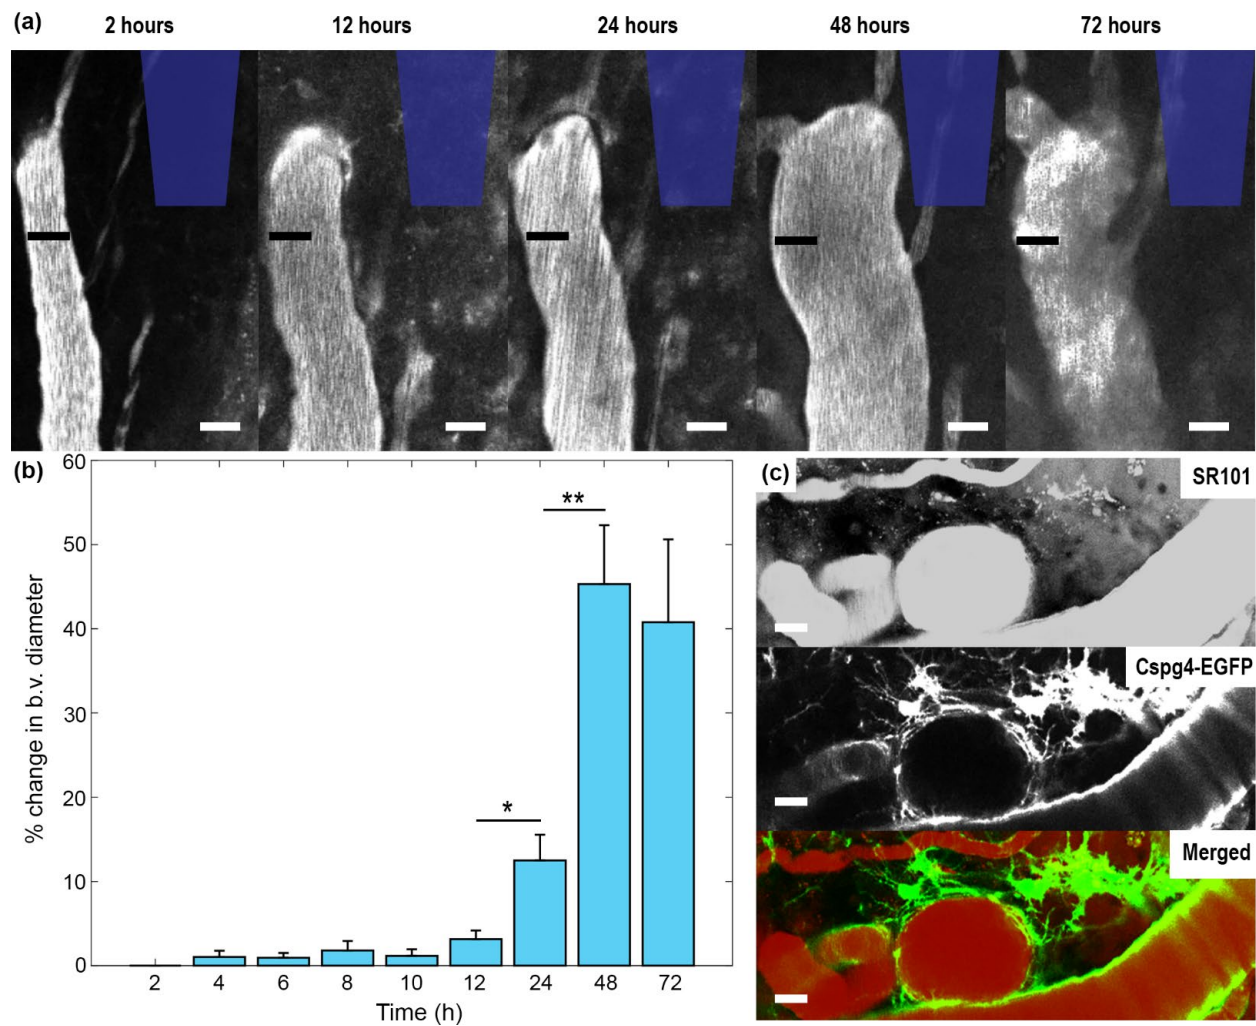 (a)
2 hours 12 hours 24 hours 48 hours 72 hours
(b)
60
50
40
30
20
10
0
% change in b.v. diameter
*
**
2 4 6 8 10 12 24 48 72
Time (h)
(c)
SR101
Cspg4-EGFP
Merged